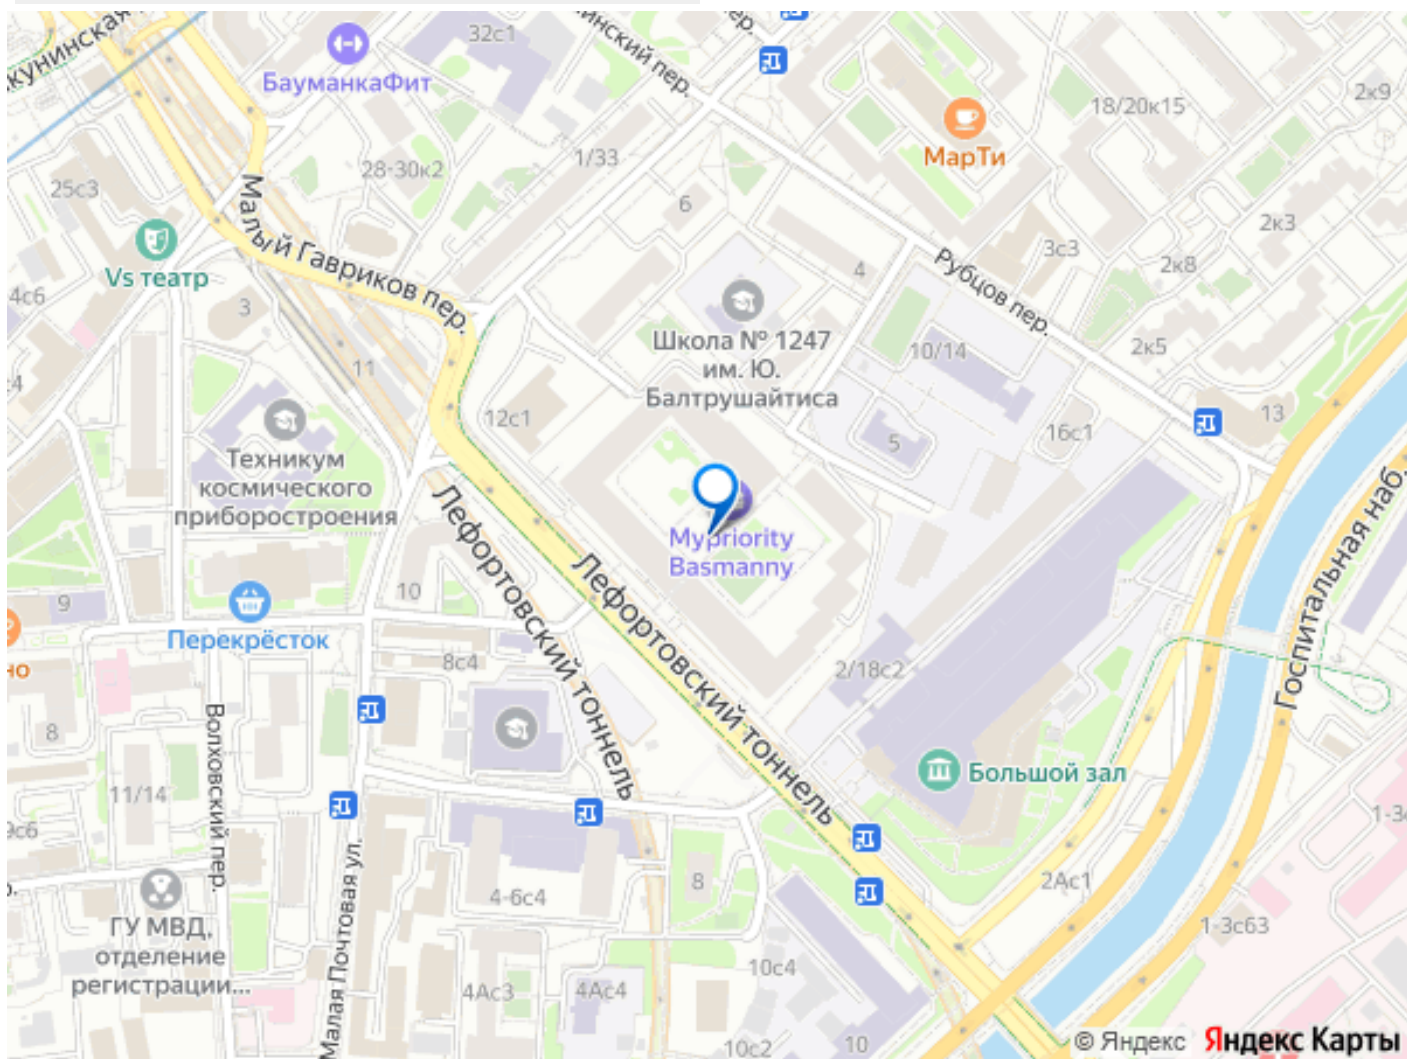 32с1
БауманкаФит
18/20к15
2к9
МарТи
1/33
28-30к2
25с3
6
Малый Гавриков пер.
Vs театр
4с6
3
4
3с3
2к3
2к8
Рубцов пер.
Школа № 1247
им. Ю.
Балтрушайтиса
10/14
2к5
11
12с1
5
16с1
13
Техникум
космического
приборостроения
Mypriority
Basmanny
Лефортовский тоннель
Лефортовский тоннель
Госпитальная наб.
9
10
Перекрёсток
но
8с4
2/18с2
8
Волховский пер.
Большой зал
11/14
2Ас1
4-6с4
8
Малая Почтовая ул.
ГУ МВД,
отделение
регистрации...
1-3с63
10с4
4Ас3
4Ас4
10с2
10
© Яндекс Яндекс Карты